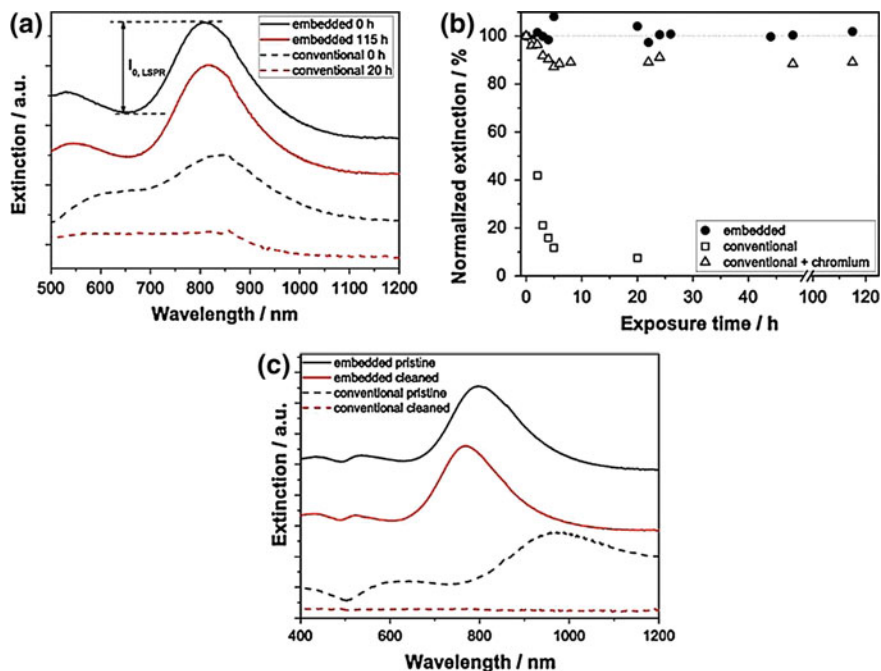 (a)
embedded 0 h
embedded 115 h
conventional 0 h
conventional 20 h
I0, LSPR
Extinction / a.u.
500 600 700 800 900 1000 1100 1200
Wavelength / nm
(b)
Normalized extinction / %
100
80
60
40
20
0
embedded
conventional
conventional + chromium
0 10 20 30 40 50 100 120
Exposure time / h
(c)
embedded pristine
embedded cleaned
conventional pristine
conventional cleaned
Extinction / a.u.
400 600 800 1000 1200
Wavelength / nm